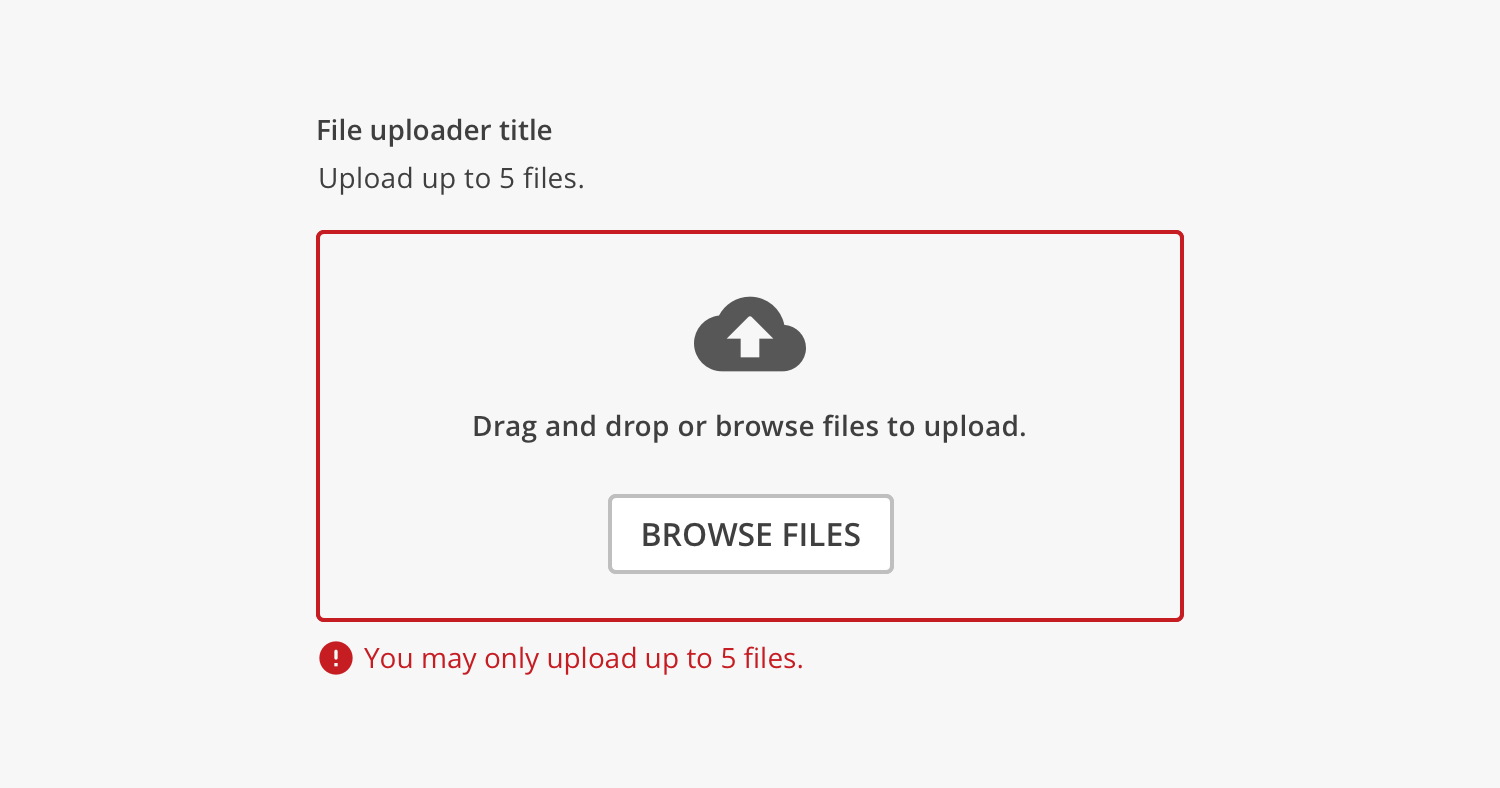 File uploader title
Upload up to 5 files.
Drag and drop or browse files to upload.
BROWSE FILES
You may only upload up to 5 files.